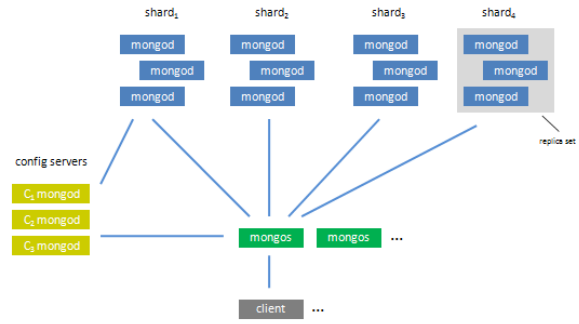 shard₁ shard₂ shard₃ shard₄
mongod mongod mongod mongod
mongod mongod mongod mongod
mongod mongod mongod mongod
replica set
config servers
C₁ mongod
C₂ mongod
C₃ mongod
mongos mongos ...
client ...